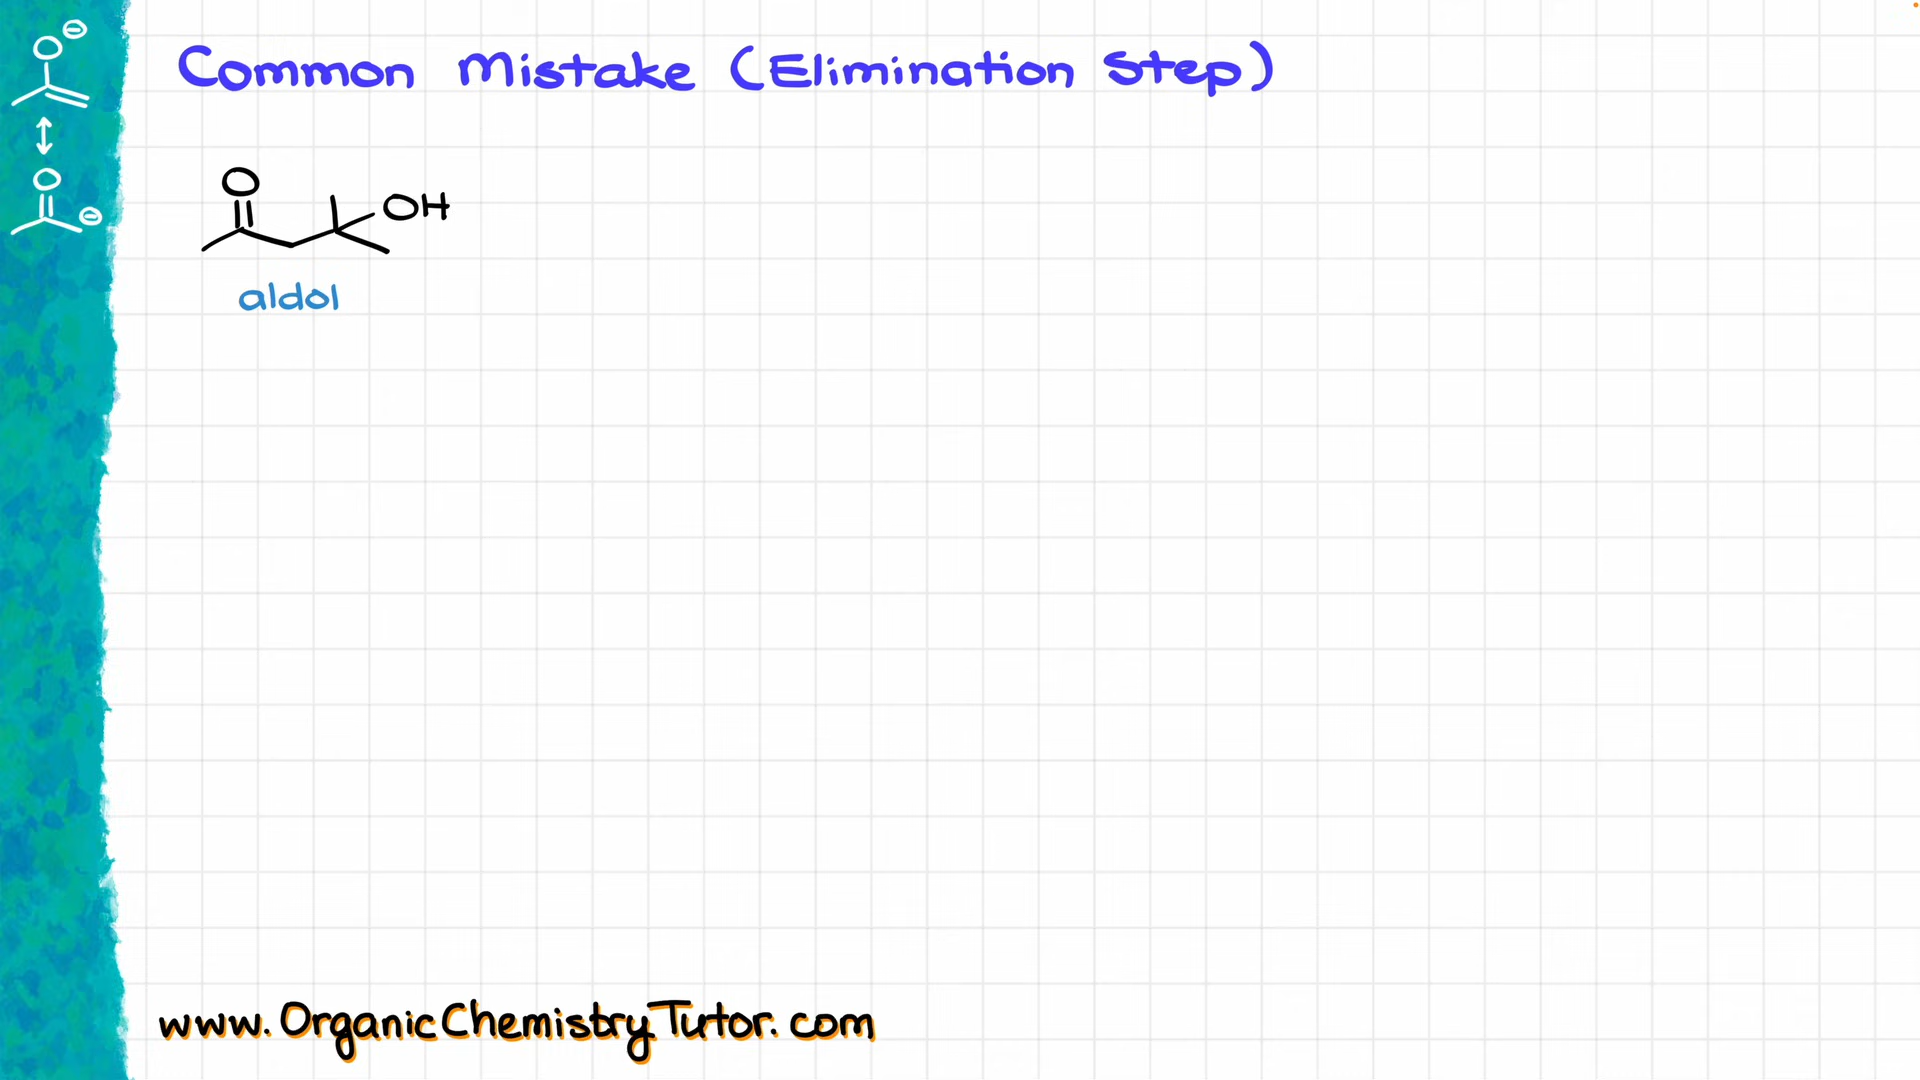 Common Mistake (Elimination Step)
O
OH
aldol
O ⊖
O
⊖
www.OrganicChemistryTutor.com